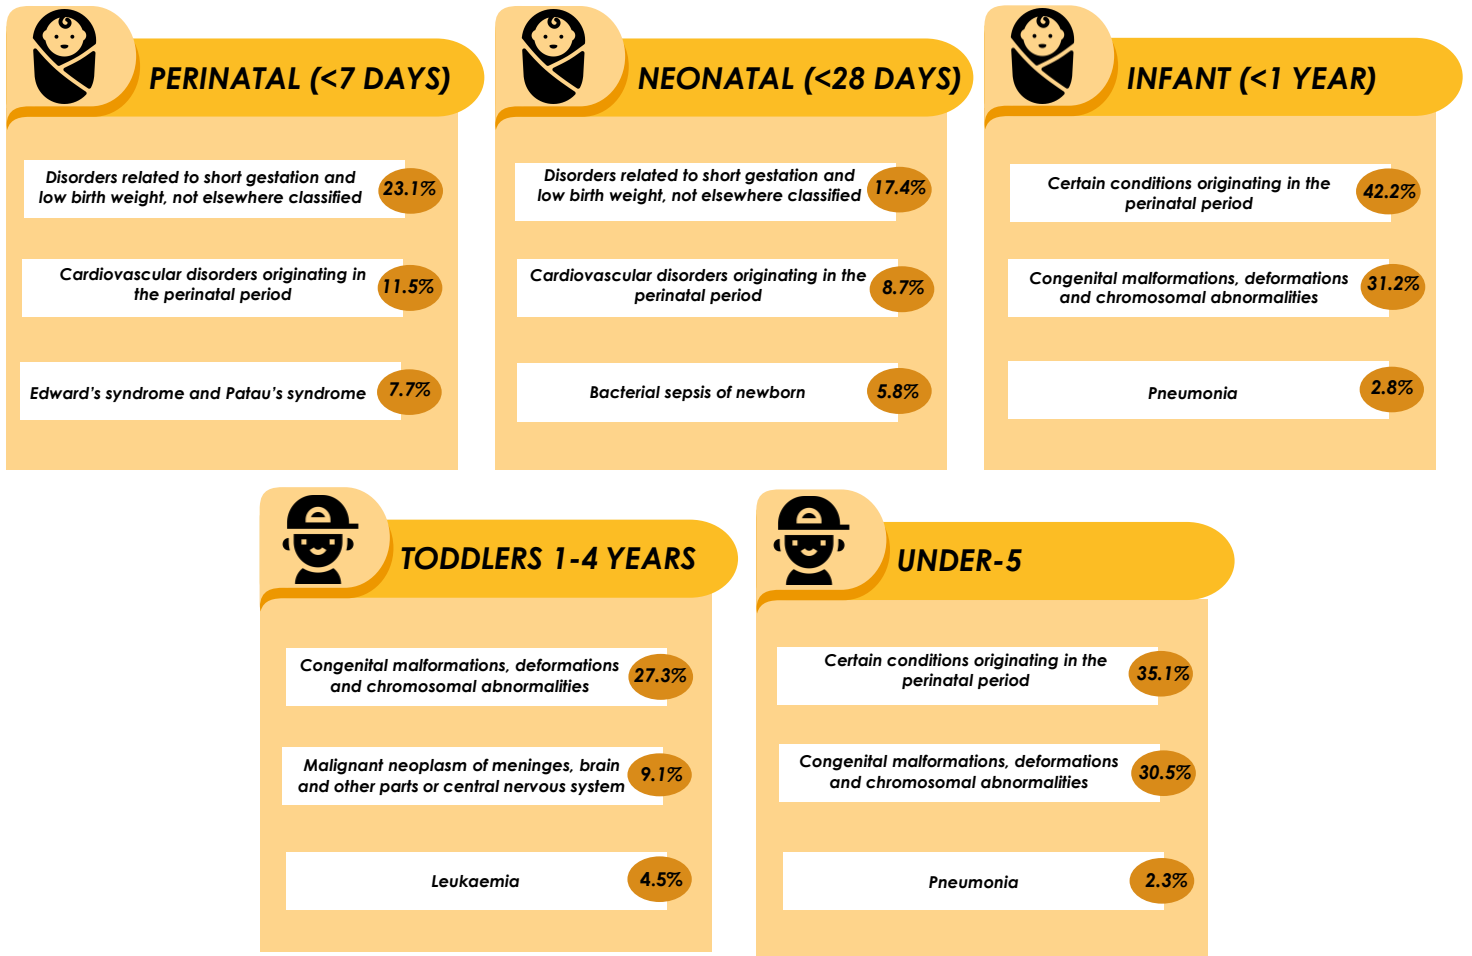 PERINATAL (<7 DAYS)
Disorders related to short gestation and
low birth weight, not elsewhere classified
23.1%
Cardiovascular disorders originating in
the perinatal period
11.5%
Edward's syndrome and Patau's syndrome
7.7%
NEONATAL (<28 DAYS)
Disorders related to short gestation and
low birth weight, not elsewhere classified
17.4%
Cardiovascular disorders originating in the
perinatal period
8.7%
Bacterial sepsis of newborn
5.8%
INFANT (<1 YEAR)
Certain conditions originating in the
perinatal period
42.2%
Congenital malformations, deformations
and chromosomal abnormalities
31.2%
Pneumonia
2.8%
TODDLERS 1-4 YEARS
Congenital malformations, deformations
and chromosomal abnormalities
27.3%
Malignant neoplasm of meninges, brain
and other parts or central nervous system
9.1%
Leukaemia
4.5%
UNDER-5
Certain conditions originating in the
perinatal period
35.1%
Congenital malformations, deformations
and chromosomal abnormalities
30.5%
Pneumonia
2.3%